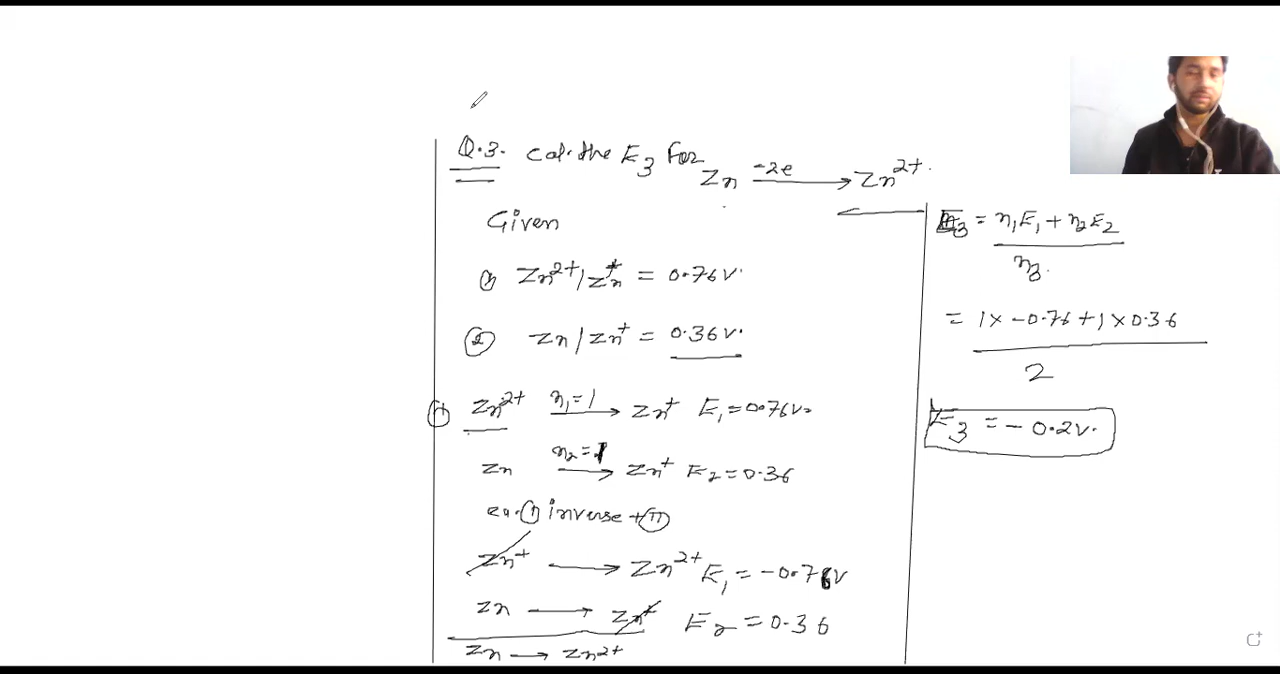 Q.3. Cal. the E3 For Zn -2e → Zn2+.
Given
1) Zn2+/Zn+ = 0.76V.
② Zn/Zn+ = 0.36V.
① Zn2+ n1=1 → Zn+ E1=0.76V.
Zn n2=1 → Zn+ E2=0.36
① inverse + ②
Zn+ → Zn2+ E1 = -0.76V
Zn → Zn+ E2 = 0.36
Zn → Zn2+
E3 = n1E1 + n2E2
n3.
= 1 x -0.76 + 1 x 0.36
2
E3 = - 0.2V.